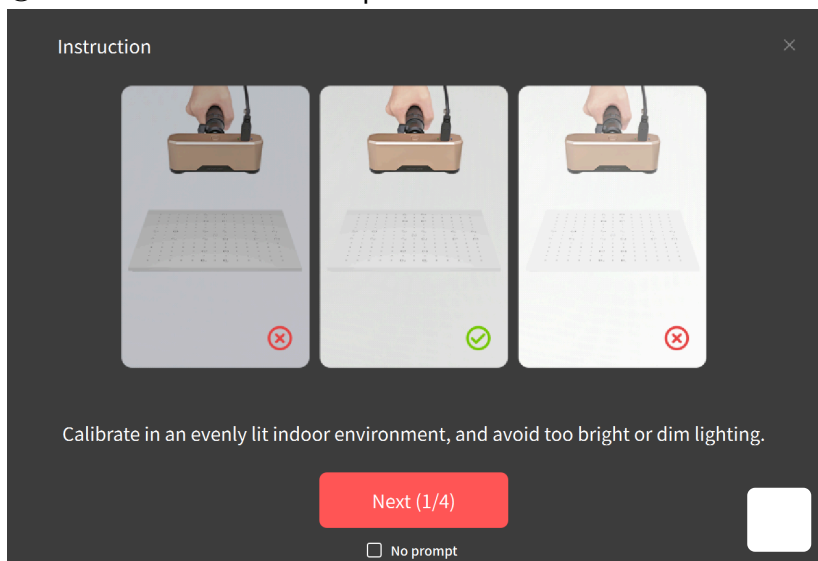 Instruction
Calibrate in an evenly lit indoor environment, and avoid too bright or dim lighting.
Next (1/4)
No prompt